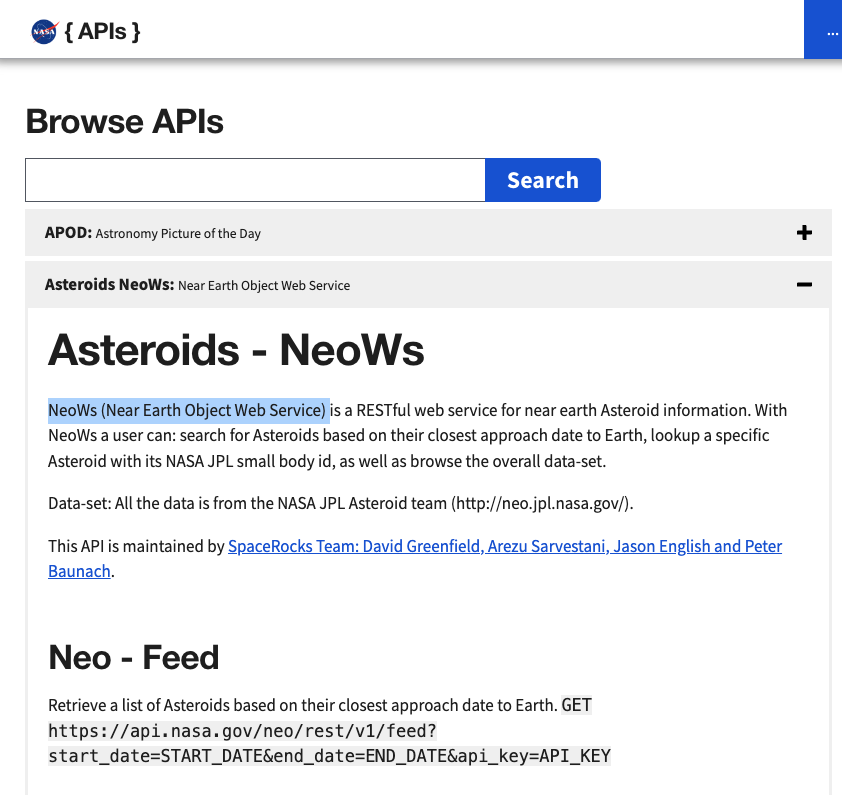 NASA { APIs }
...
Browse APIs
Search
APOD: Astronomy Picture of the Day
Asteroids NeoWs: Near Earth Object Web Service
Asteroids - NeoWs
NeoWs (Near Earth Object Web Service) is a RESTful web service for near earth Asteroid information. With
NeoWs a user can: search for Asteroids based on their closest approach date to Earth, lookup a specific
Asteroid with its NASA JPL small body id, as well as browse the overall data-set.
Data-set: All the data is from the NASA JPL Asteroid team (http://neo.jpl.nasa.gov/).
This API is maintained by SpaceRocks Team: David Greenfield, Arezu Sarvestani, Jason English and Peter
Baunach.
Neo - Feed
Retrieve a list of Asteroids based on their closest approach date to Earth. GET
https://api.nasa.gov/neo/rest/v1/feed?
start_date=START_DATE&end_date=END_DATE&api_key=API_KEY